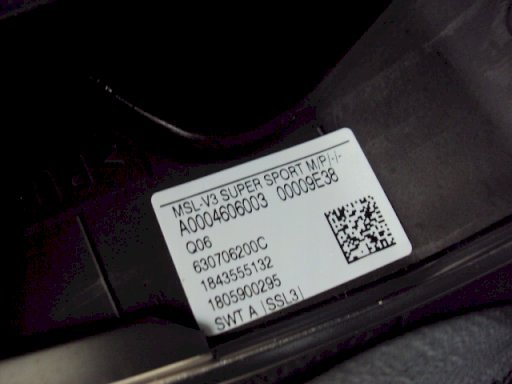 MSL-V3 SUPER SPORT M/P/-/-
A0004606003 00009E38
Q06
630706200C
1843555132
1805900295
SWT A |SSL3|